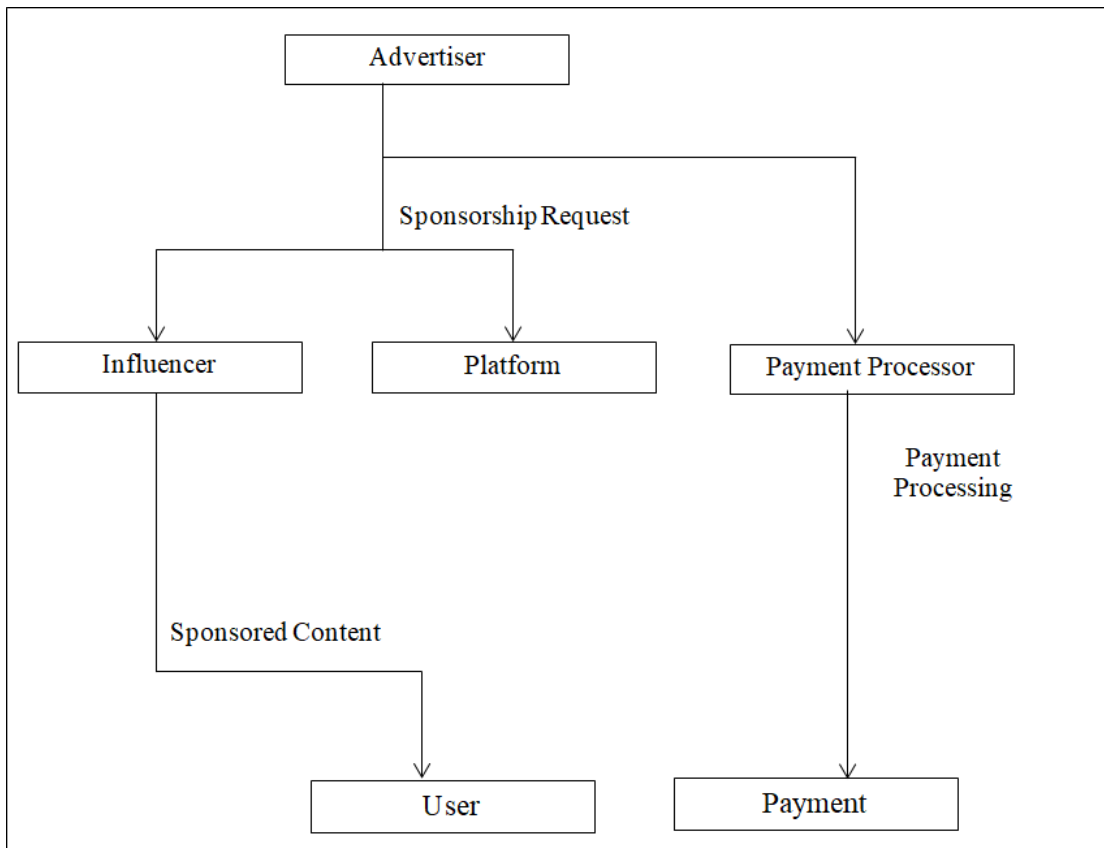 Advertiser
Sponsorship Request
Influencer
Platform
Payment Processor
Payment
Processing
Sponsored Content
User
Payment